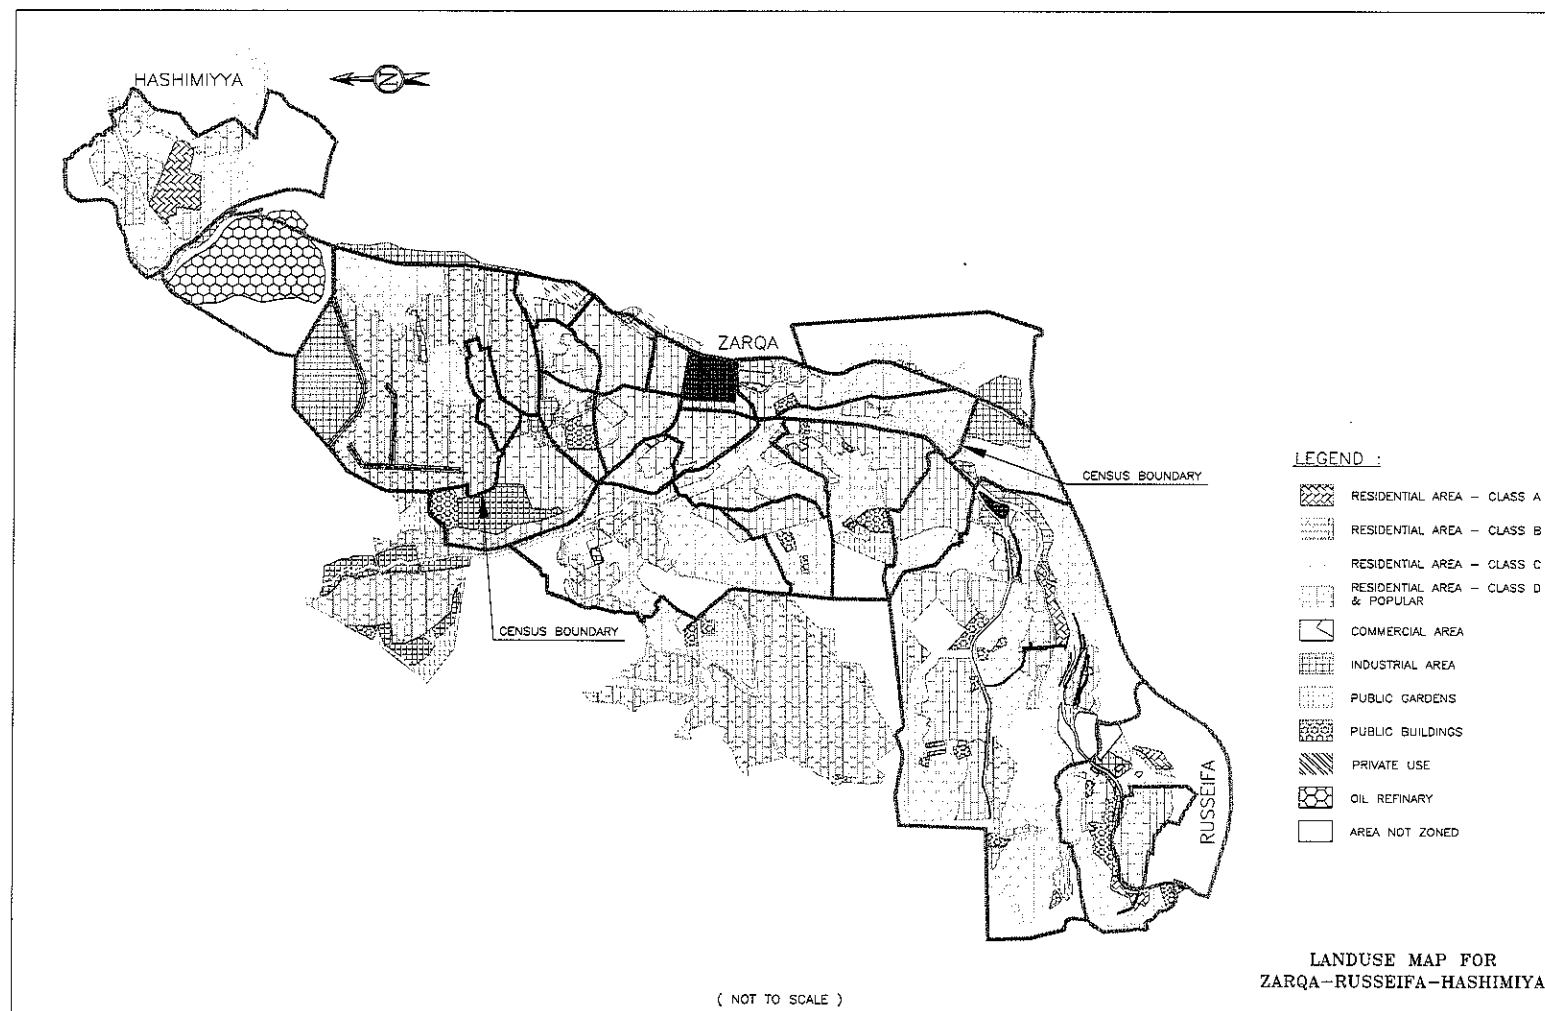 HASHIMIYYA
N
ZARQA
CENSUS BOUNDARY
CENSUS BOUNDARY
RUSSEIFA
LEGEND :
RESIDENTIAL AREA - CLASS A
RESIDENTIAL AREA - CLASS B
RESIDENTIAL AREA - CLASS C
RESIDENTIAL AREA - CLASS D
& POPULAR
COMMERCIAL AREA
INDUSTRIAL AREA
PUBLIC GARDENS
PUBLIC BUILDINGS
PRIVATE USE
OIL REFINARY
AREA NOT ZONED
LANDUSE MAP FOR
ZARQA-RUSSEIFA-HASHIMIYA
( NOT TO SCALE )